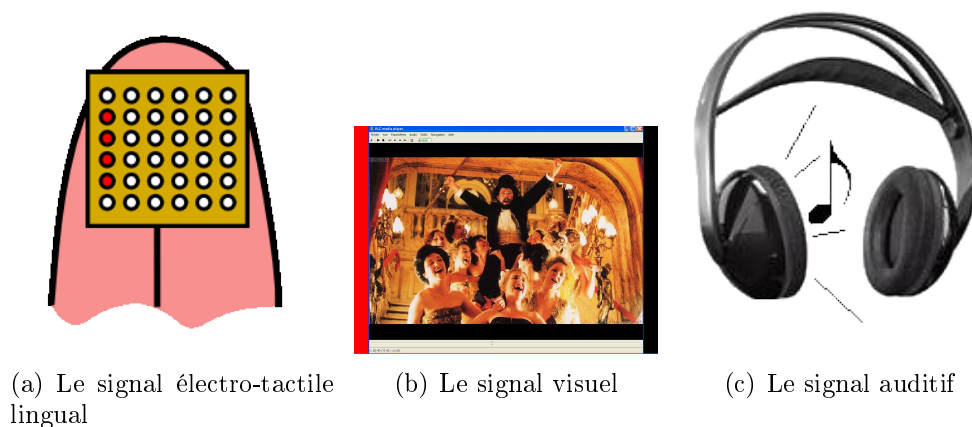 (a) Le signal électro-tactile
lingual
(b) Le signal visuel
(c) Le signal auditif